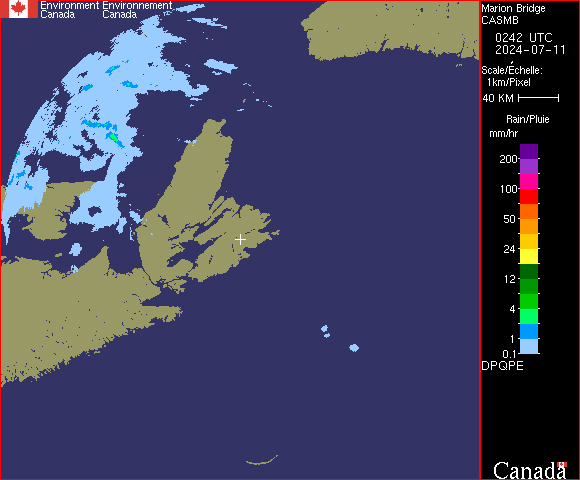 Environment Environnement
Canada Canada
Marion Bridge
CASMB
0242 UTC
2024-07-11
Scale/Échelle:
1km/Pixel
40 KM
Rain/Pluie
mm/hr
200
100
50
24
12
4
1
0.1
DPQPE
Canada